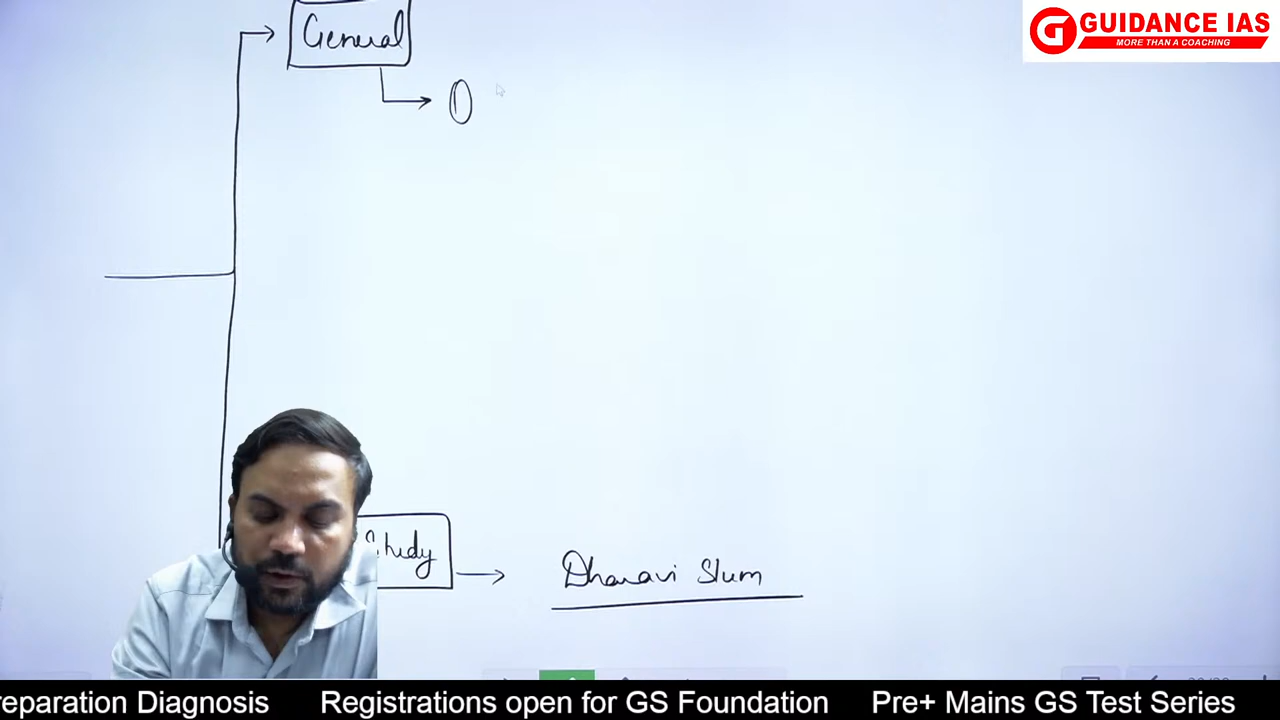 General
GUIDANCE IAS
MORE THAN A COACHING
①
Study
Dharavi Slum
reparation Diagnosis Registrations open for GS Foundation Pre+ Mains GS Test Series